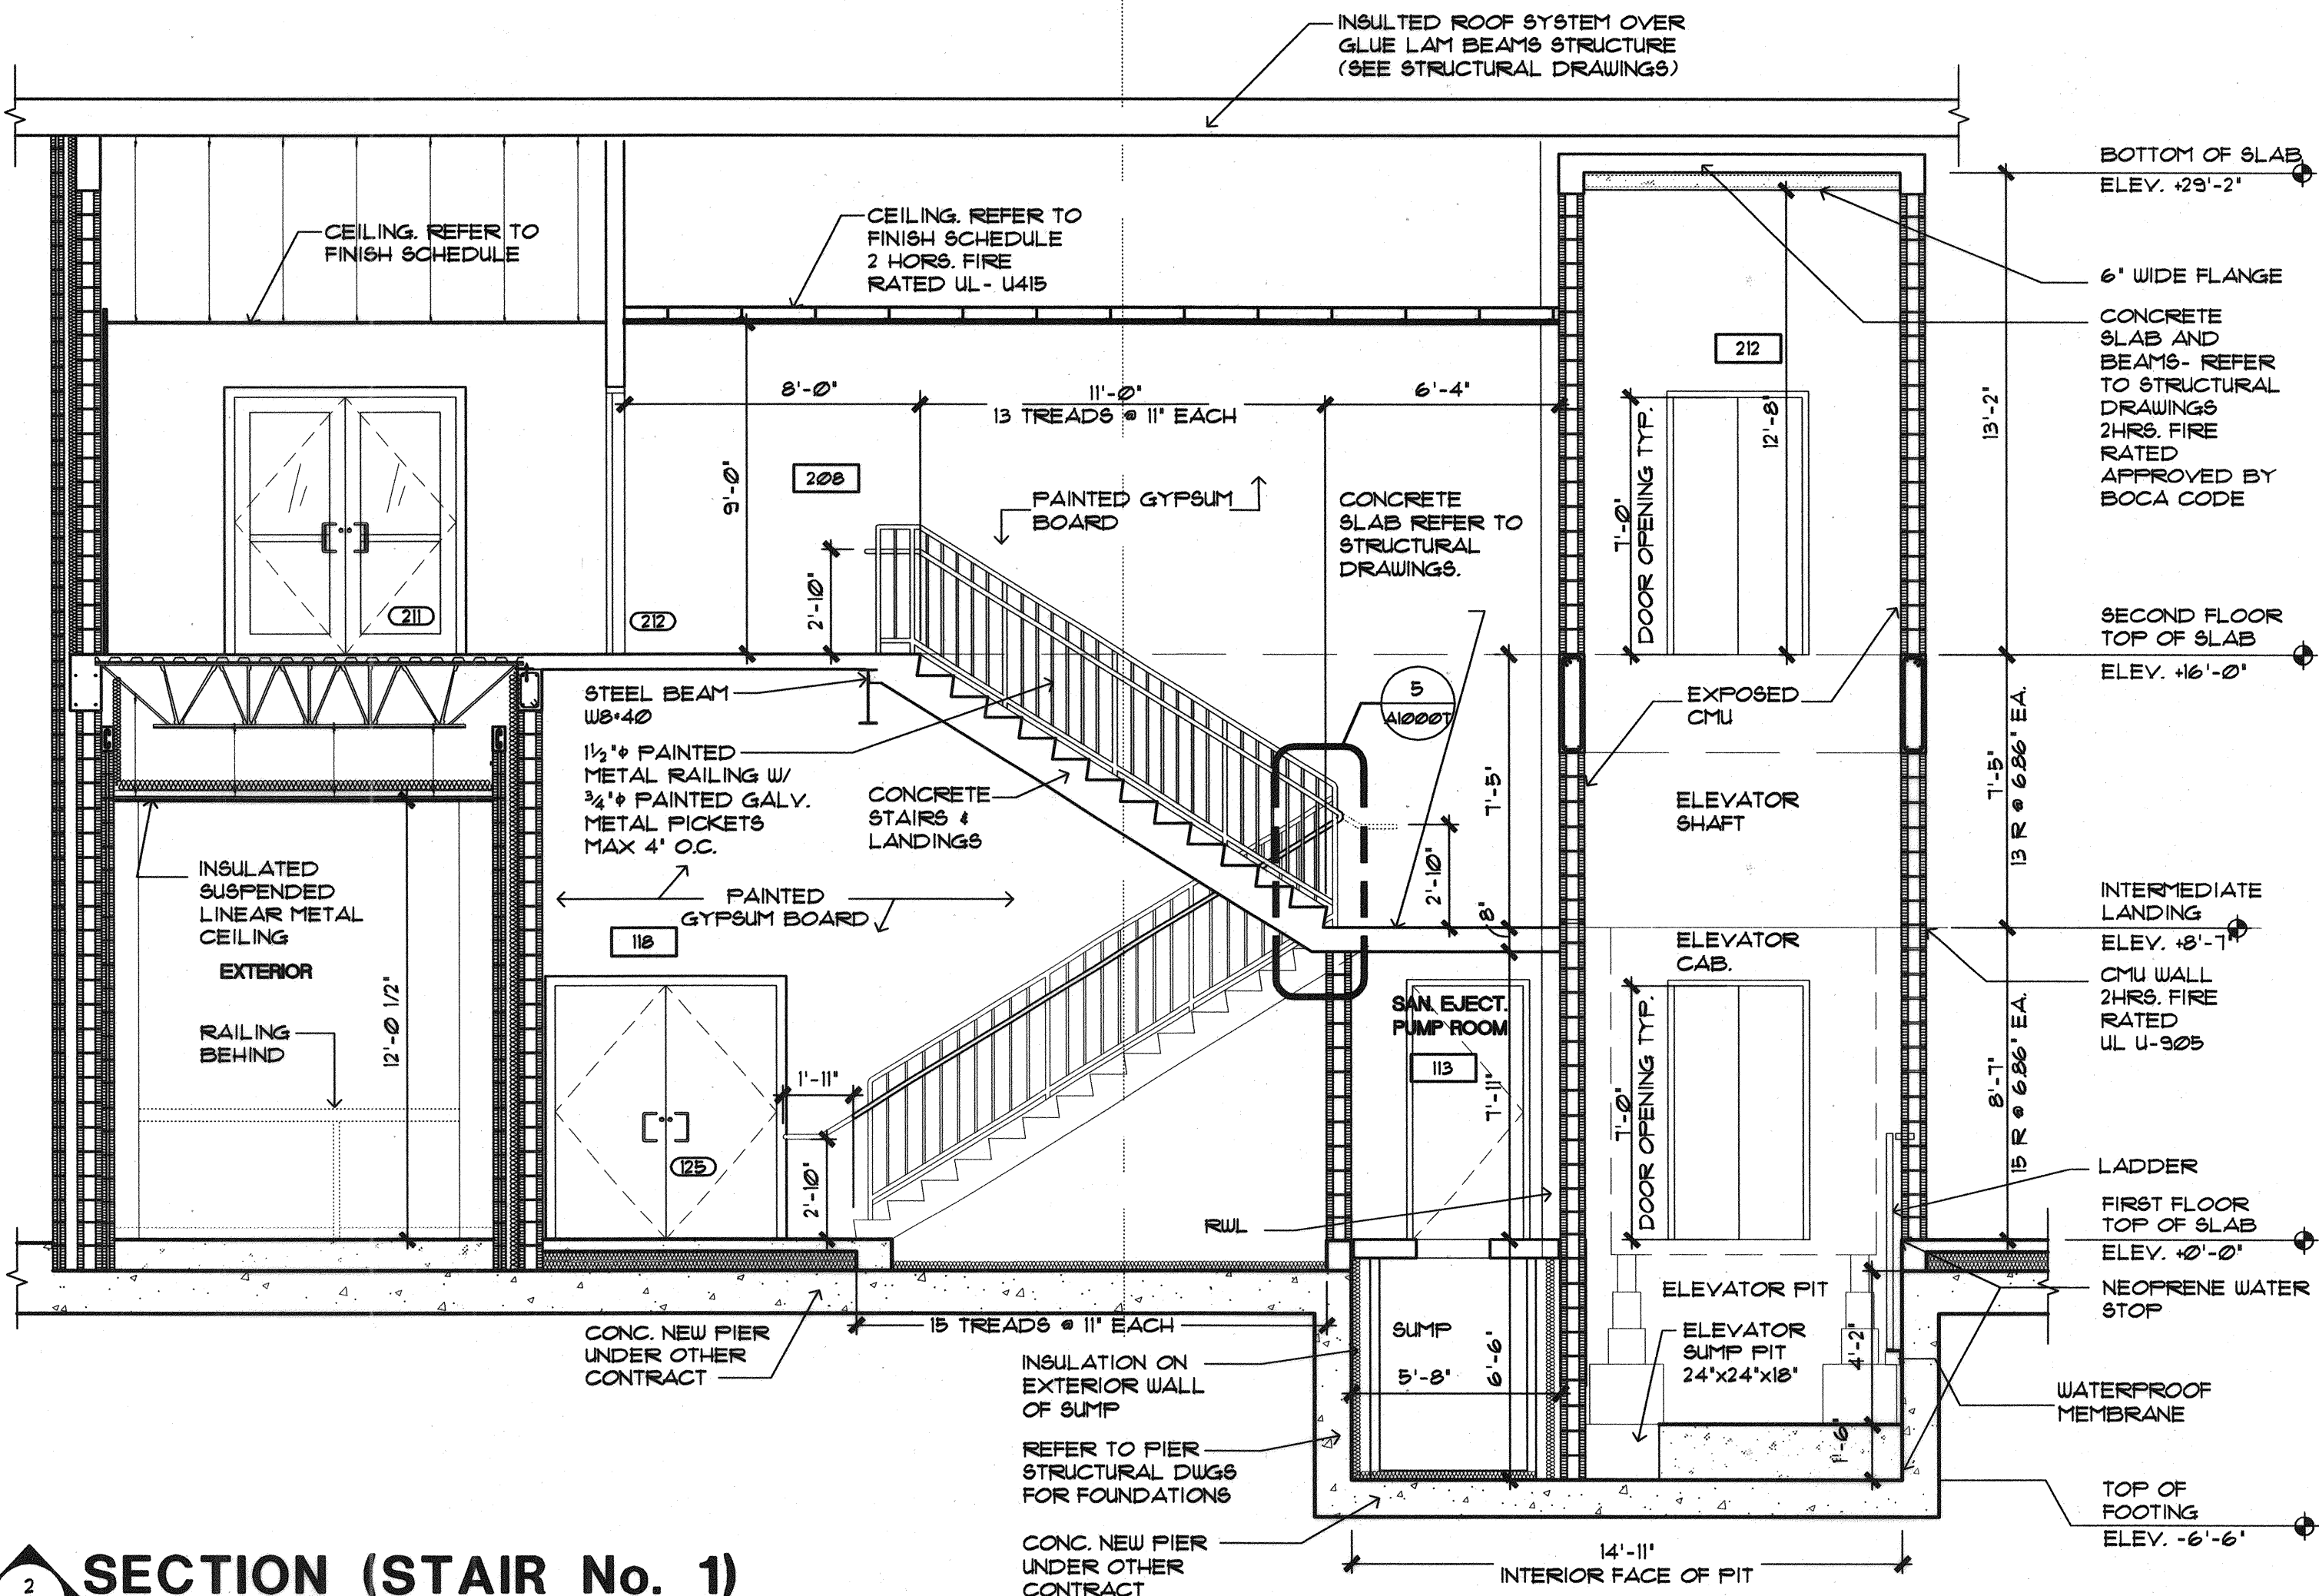 INSULTED ROOF SYSTEM OVER
GLUE LAM BEAMS STRUCTURE
(SEE STRUCTURAL DRAWINGS)
BOTTOM OF SLAB
ELEV. +29'-2"
CEILING. REFER TO
FINISH SCHEDULE
CEILING. REFER TO
FINISH SCHEDULE
2 HORS. FIRE
RATED UL- U415
6" WIDE FLANGE
CONCRETE
SLAB AND
BEAMS- REFER
TO STRUCTURAL
DRAWINGS
2HRS. FIRE
RATED
APPROVED BY
BOCA CODE
212
13'-2"
12'-8"
7'-0"
DOOR OPENING TYP.
8'-0"
11'-0"
6'-4"
13 TREADS @ 11" EACH
9'-0"
208
PAINTED GYPSUM
BOARD
CONCRETE
SLAB REFER TO
STRUCTURAL
DRAWINGS.
2'-10"
211
212
SECOND FLOOR
TOP OF SLAB
ELEV. +16'-0"
STEEL BEAM
W8*40
5
A1000T
EXPOSED
CMU
1½"φ PAINTED
METAL RAILING W/
¾"φ PAINTED GALV.
METAL PICKETS
MAX 4" O.C.
CONCRETE
STAIRS &
LANDINGS
7'-5"
2'-10"
8"
ELEVATOR
SHAFT
7'-5"
13 R @ 6.86" EA.
INSULATED
SUSPENDED
LINEAR METAL
CEILING
EXTERIOR
PAINTED
GYPSUM BOARD
118
INTERMEDIATE
LANDING
ELEV. +8'-7"
ELEVATOR
CAB.
CMU WALL
2HRS. FIRE
RATED
UL U-905
RAILING
BEHIND
12'-0 1/2"
SAN. EJECT.
PUMP ROOM
113
7'-11"
7'-0"
DOOR OPENING TYP.
8'-7"
15 R @ 6.86" EA.
1'-11"
125
2'-10"
RWL
LADDER
FIRST FLOOR
TOP OF SLAB
ELEV. +0'-0"
ELEVATOR PIT
NEOPRENE WATER
STOP
CONC. NEW PIER
UNDER OTHER
CONTRACT
15 TREADS @ 11" EACH
SUMP
5'-8"
6'-6"
ELEVATOR
SUMP PIT
24"x24"x18"
4'-2"
1'-6"
INSULATION ON
EXTERIOR WALL
OF SUMP
WATERPROOF
MEMBRANE
REFER TO PIER
STRUCTURAL DWGS
FOR FOUNDATIONS
TOP OF
FOOTING
ELEV. -6'-6"
CONC. NEW PIER
UNDER OTHER
CONTRACT
14'-11"
INTERIOR FACE OF PIT
2
SECTION (STAIR No. 1)